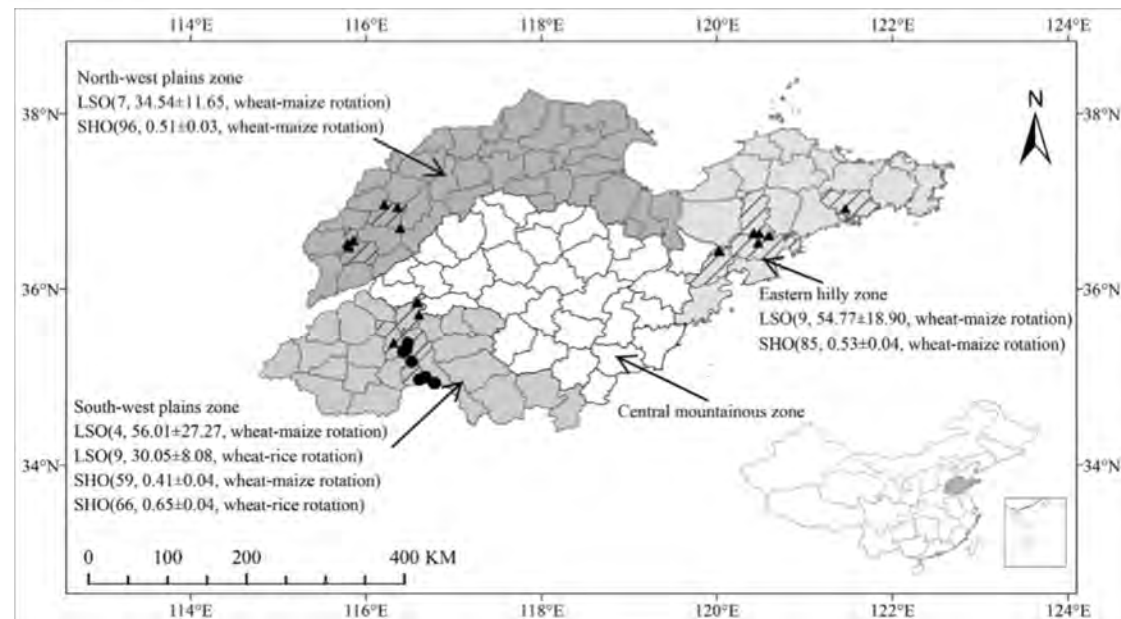 114°E 116°E 118°E 120°E 122°E 124°E
North-west plains zone
LSO(7, 34.54±11.65, wheat-maize rotation)
SHO(96, 0.51±0.03, wheat-maize rotation)
N
38°N 38°N
36°N 36°N
Eastern hilly zone
LSO(9, 54.77±18.90, wheat-maize rotation)
SHO(85, 0.53±0.04, wheat-maize rotation)
Central mountainous zone
South-west plains zone
LSO(4, 56.01±27.27, wheat-maize rotation)
LSO(9, 30.05±8.08, wheat-rice rotation)
SHO(59, 0.41±0.04, wheat-maize rotation)
SHO(66, 0.65±0.04, wheat-rice rotation)
34°N 34°N
0 100 200 400 KM
114°E 116°E 118°E 120°E 122°E 124°E